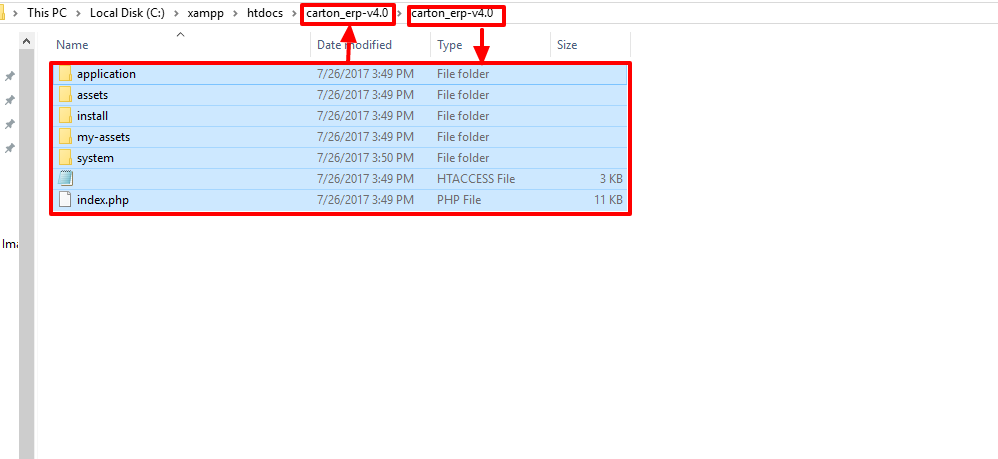 This PC > Local Disk (C:) > xampp > htdocs > carton_erp-v4.0 > carton_erp-v4.0
Name Date modified Type Size
application 7/26/2017 3:49 PM File folder
assets 7/26/2017 3:49 PM File folder
install 7/26/2017 3:49 PM File folder
my-assets 7/26/2017 3:49 PM File folder
system 7/26/2017 3:50 PM File folder
7/26/2017 3:49 PM HTACCESS File 3 KB
index.php 7/26/2017 3:49 PM PHP File 11 KB
Ima